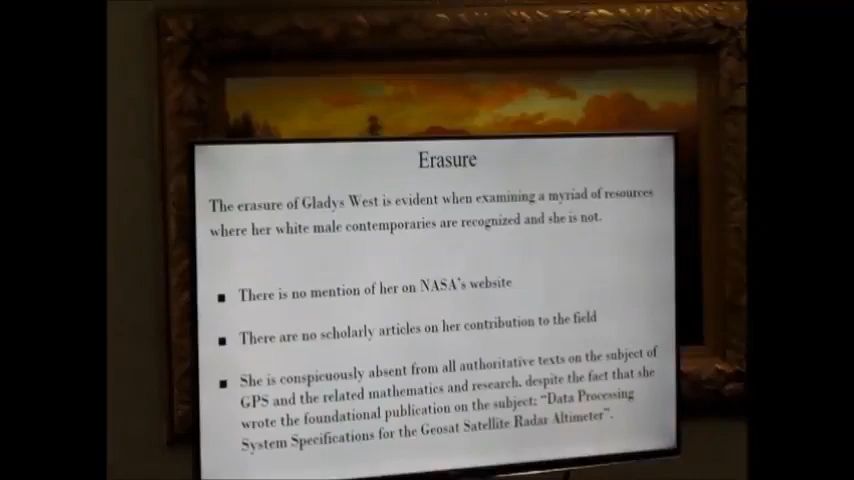 Erasure
The erasure of Gladys West is evident when examining a myriad of resources
where her white male contemporaries are recognized and she is not.
■ There is no mention of her on NASA's website
■ There are no scholarly articles on her contribution to the field
■ She is conspicuously absent from all authoritative texts on the subject of
GPS and the related mathematics and research, despite the fact that she
wrote the foundational publication on the subject; "Data Processing
System Specifications for the Geosat Satellite Radar Altimeter".